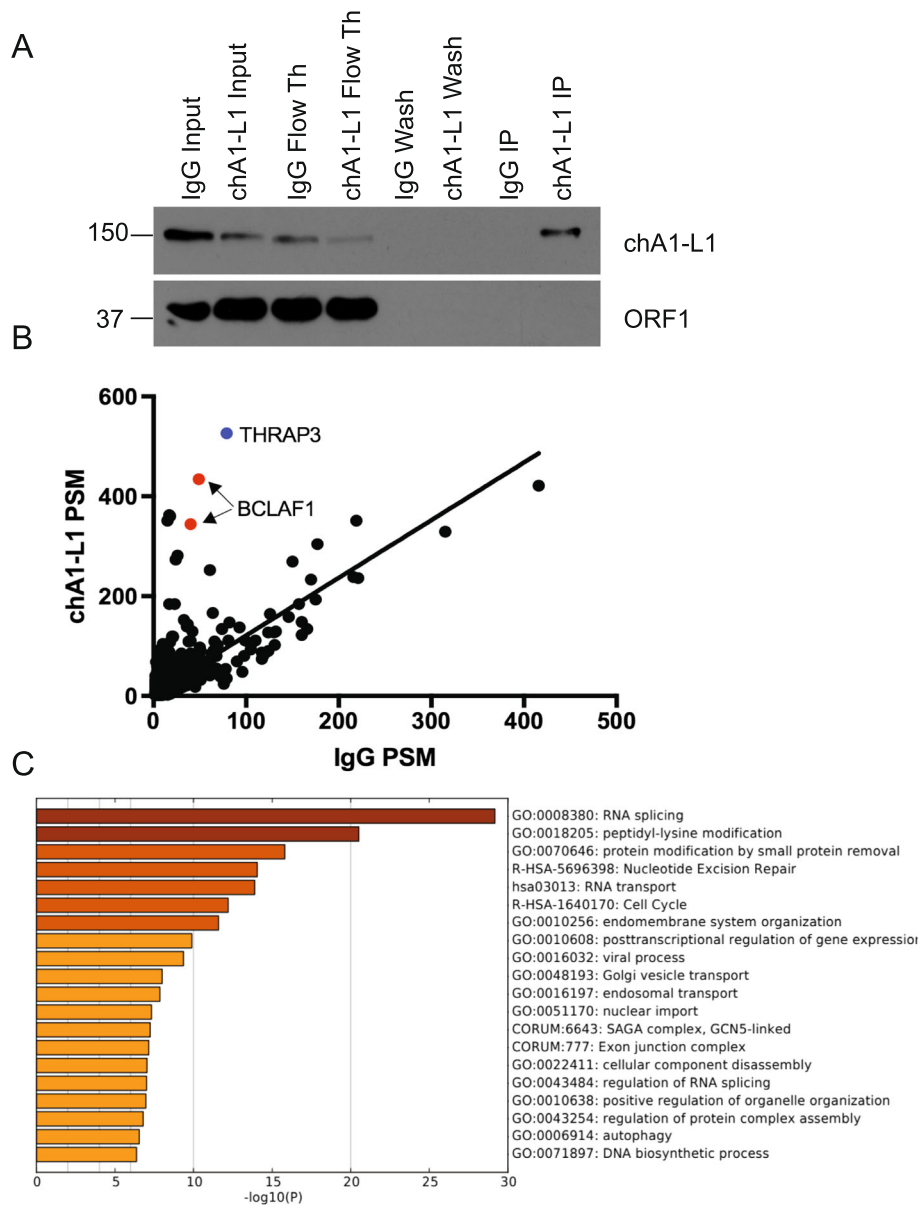 A
IgG Input
chA1-L1 Input
IgG Flow Th
chA1-L1 Flow Th
IgG Wash
chA1-L1 Wash
IgG IP
chA1-L1 IP
150
chA1-L1
37
ORF1
B
600
400
200
0
chA1-L1 PSM
THRAP3
BCLAF1
0 100 200 300 400 500
IgG PSM
C
GO:0008380: RNA splicing
GO:0018205: peptidyl-lysine modification
GO:0070646: protein modification by small protein removal
R-HSA-5696398: Nucleotide Excision Repair
hsa03013: RNA transport
R-HSA-1640170: Cell Cycle
GO:0010256: endomembrane system organization
GO:0010608: posttranscriptional regulation of gene expression
GO:0016032: viral process
GO:0048193: Golgi vesicle transport
GO:0016197: endosomal transport
GO:0051170: nuclear import
CORUM:6643: SAGA complex, GCN5-linked
CORUM:777: Exon junction complex
GO:0022411: cellular component disassembly
GO:0043484: regulation of RNA splicing
GO:0010638: positive regulation of organelle organization
GO:0043254: regulation of protein complex assembly
GO:0006914: autophagy
GO:0071897: DNA biosynthetic process
0 5 10 15 20 25 30
-log10(P)